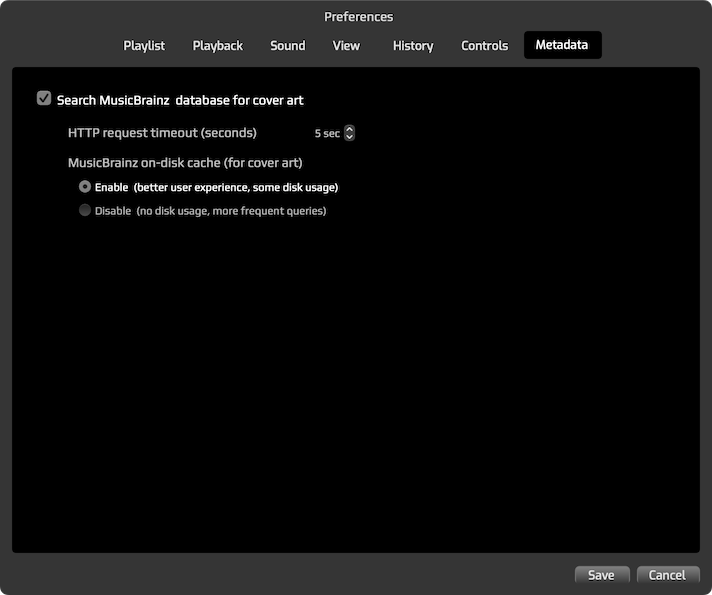 Preferences
Playlist Playback Sound View History Controls Metadata
Search MusicBrainz database for cover art
HTTP request timeout (seconds) 5 sec
MusicBrainz on-disk cache (for cover art)
Enable (better user experience, some disk usage)
Disable (no disk usage, more frequent queries)
Save Cancel